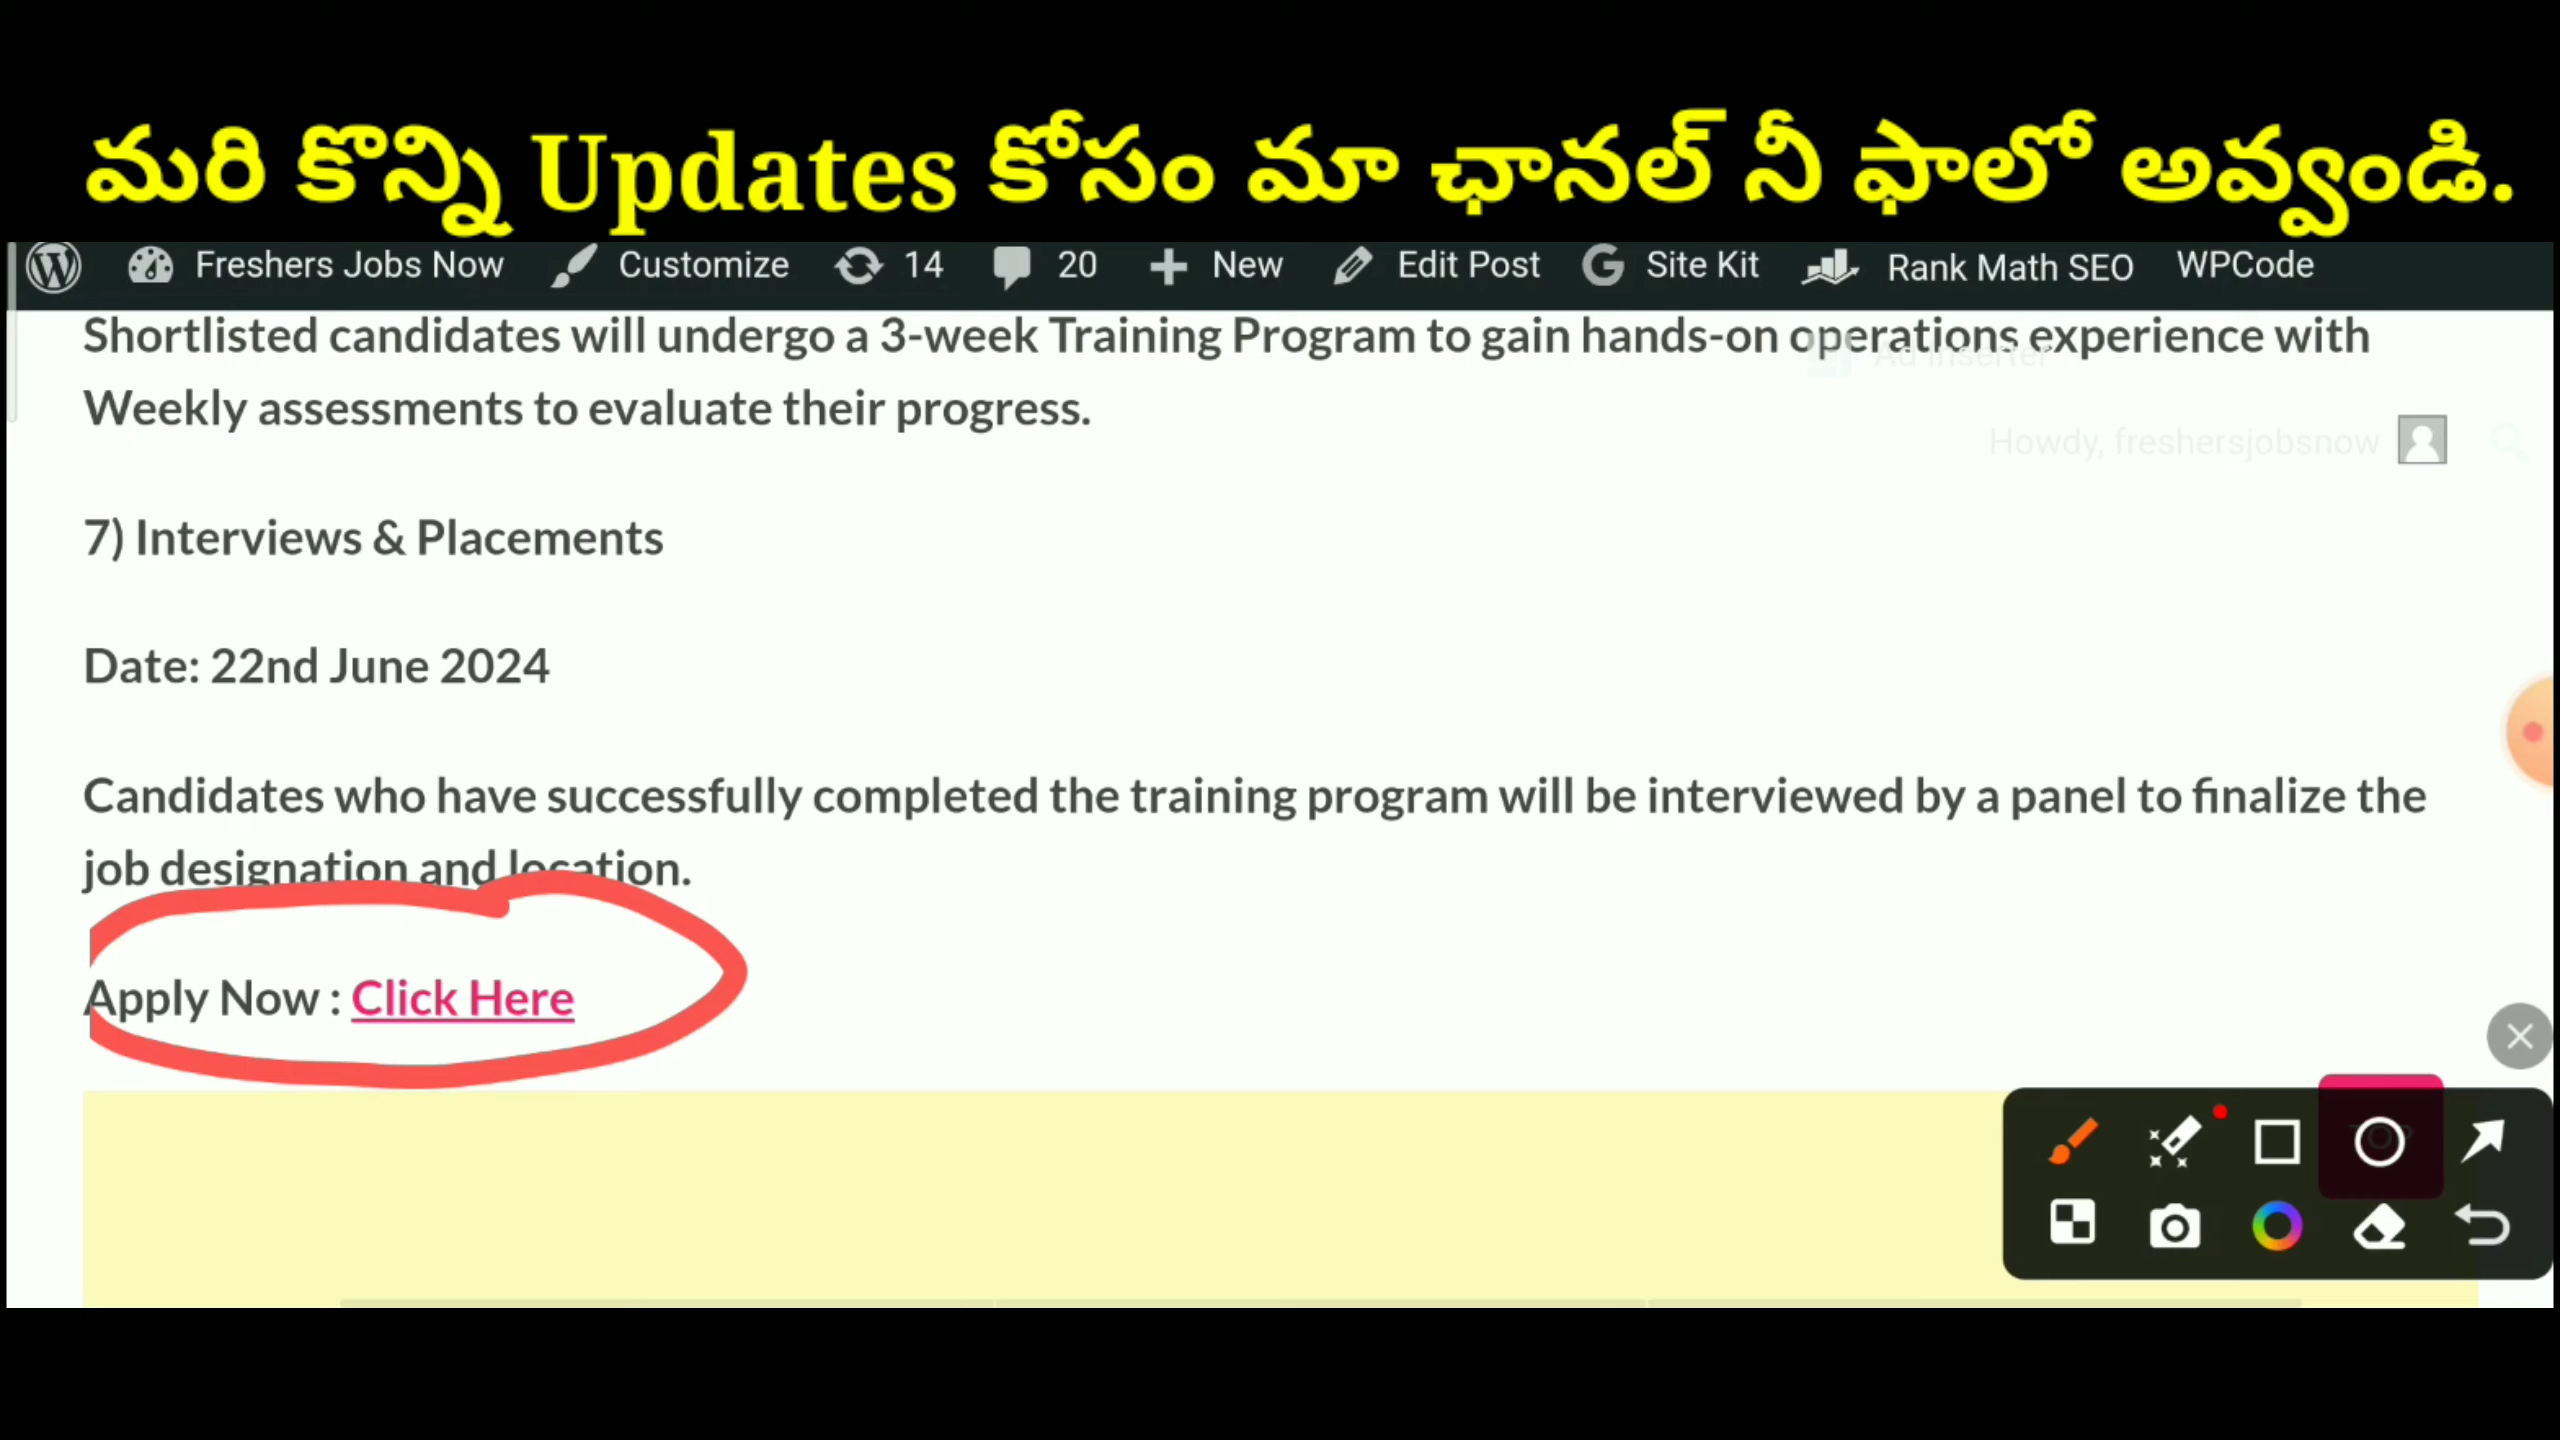 మరి కొన్ని Updates కోసం మా ఛానల్ నీ ఫాలో అవ్వండి.
Freshers Jobs Now Customize 14 20 New Edit Post Site Kit Rank Math SEO WPCode
Shortlisted candidates will undergo a 3-week Training Program to gain hands-on operations experience with
Ad Inserter
Weekly assessments to evaluate their progress.
Howdy, freshersjobsnow
7) Interviews & Placements
Date: 22nd June 2024
Candidates who have successfully completed the training program will be interviewed by a panel to finalize the
job designation and location.
Apply Now : Click Here
TOP